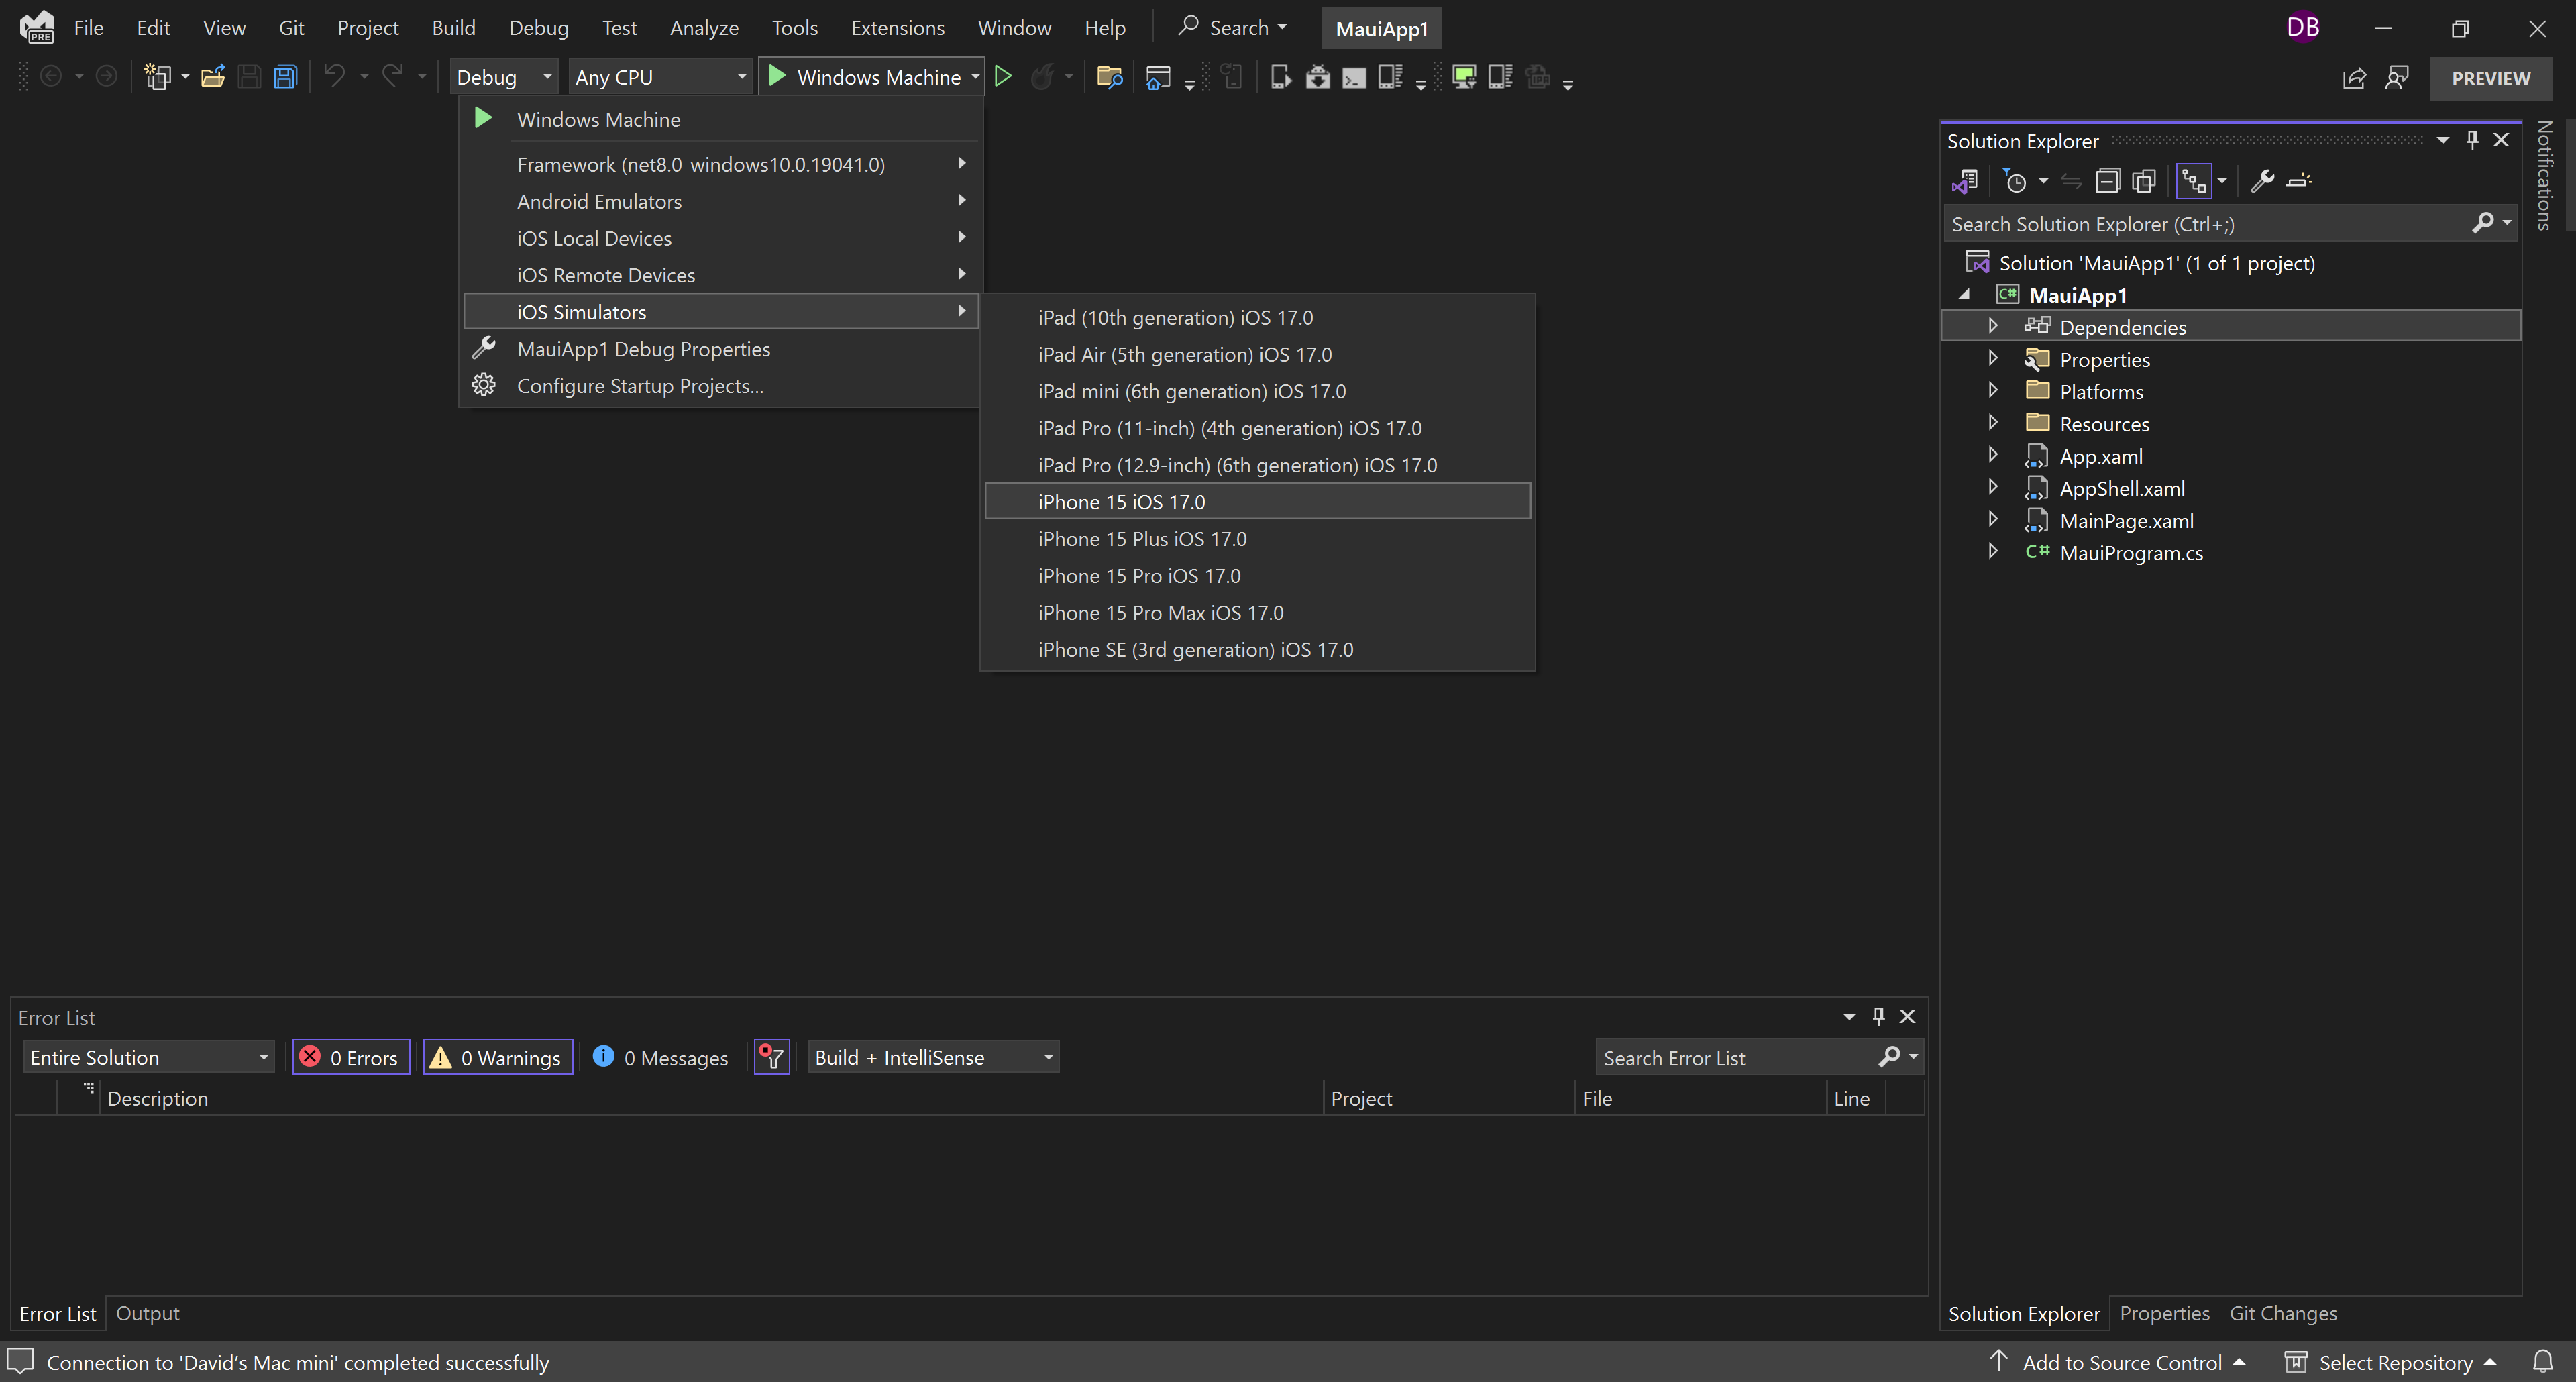 PRE
File Edit View Git Project Build Debug Test Analyze Tools Extensions Window Help Search MauiApp1 DB
Debug Any CPU Windows Machine PREVIEW
Windows Machine
Framework (net8.0-windows10.0.19041.0)
Android Emulators
iOS Local Devices
iOS Remote Devices
iOS Simulators
MauiApp1 Debug Properties
Configure Startup Projects...
iPad (10th generation) iOS 17.0
iPad Air (5th generation) iOS 17.0
iPad mini (6th generation) iOS 17.0
iPad Pro (11-inch) (4th generation) iOS 17.0
iPad Pro (12.9-inch) (6th generation) iOS 17.0
iPhone 15 iOS 17.0
iPhone 15 Plus iOS 17.0
iPhone 15 Pro iOS 17.0
iPhone 15 Pro Max iOS 17.0
iPhone SE (3rd generation) iOS 17.0
Solution Explorer
Search Solution Explorer (Ctrl+;)
Solution 'MauiApp1' (1 of 1 project)
C# MauiApp1
Dependencies
Properties
Platforms
Resources
App.xaml
AppShell.xaml
MainPage.xaml
C# MauiProgram.cs
Notifications
Error List
Entire Solution 0 Errors 0 Warnings 0 Messages Build + IntelliSense Search Error List
Description Project File Line
Error List Output
Solution Explorer Properties Git Changes
Connection to 'David's Mac mini' completed successfully Add to Source Control Select Repository